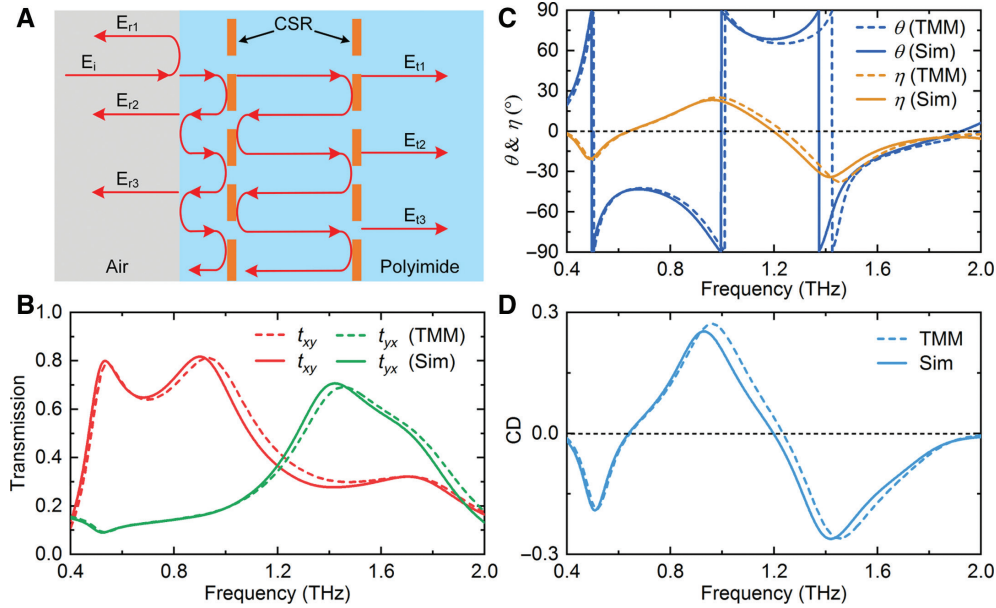 A
E_r1
CSR
E_i
E_t1
E_r2
E_t2
E_r3
E_t3
Air
Polyimide
B
1.0
0.8
0.6
0.4
0.2
0.0
Transmission
t_xy t_yx (TMM)
t_xy t_yx (Sim)
0.4 0.8 1.2 1.6 2.0
Frequency (THz)
C
90
60
30
0
−30
−60
−90
θ & η (°)
θ (TMM)
θ (Sim)
η (TMM)
η (Sim)
0.4 0.8 1.2 1.6 2.0
Frequency (THz)
D
0.3
0.0
−0.3
CD
TMM
Sim
0.4 0.8 1.2 1.6 2.0
Frequency (THz)